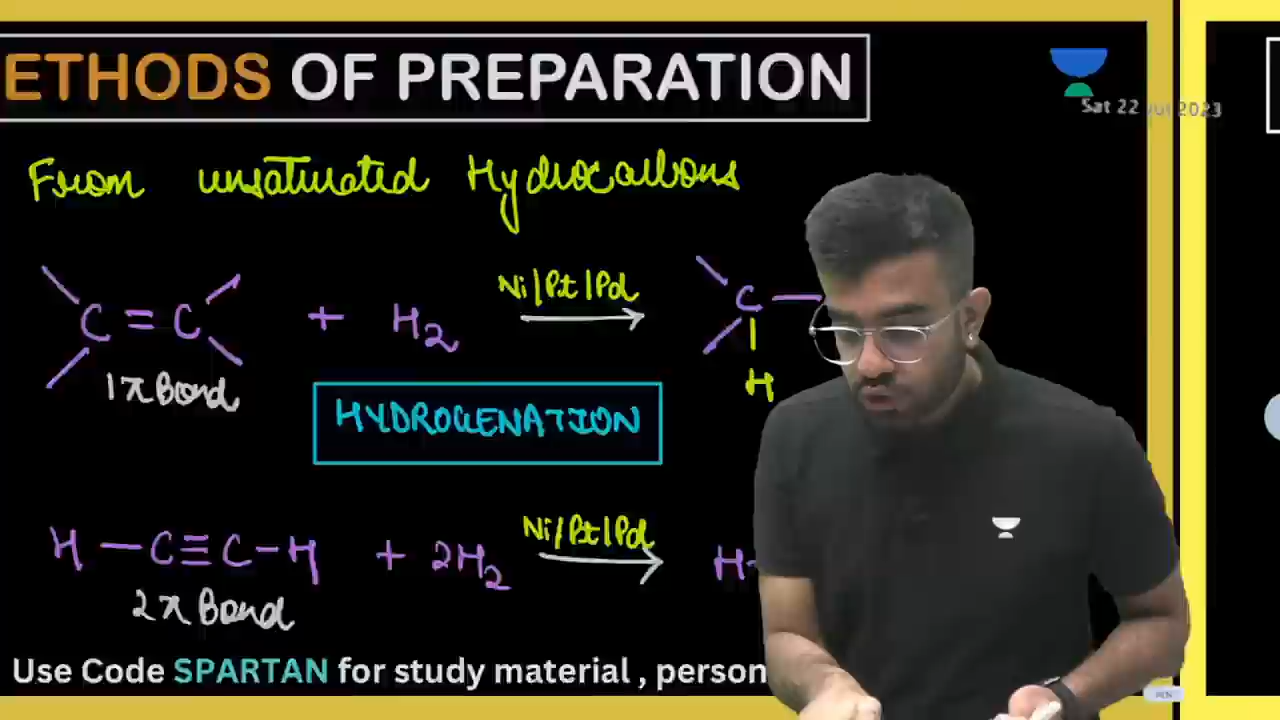 ETHODS OF PREPARATION
Sat 22 Jul 2023
From unsaturated Hydrocarbons
C = C + H2 Ni/Pt/Pd C —
1π Bond H
HYDROGENATION
H — C ≡ C - H + 2H2 Ni/Pt/Pd H-
2π Bond
Use Code SPARTAN for study material , person